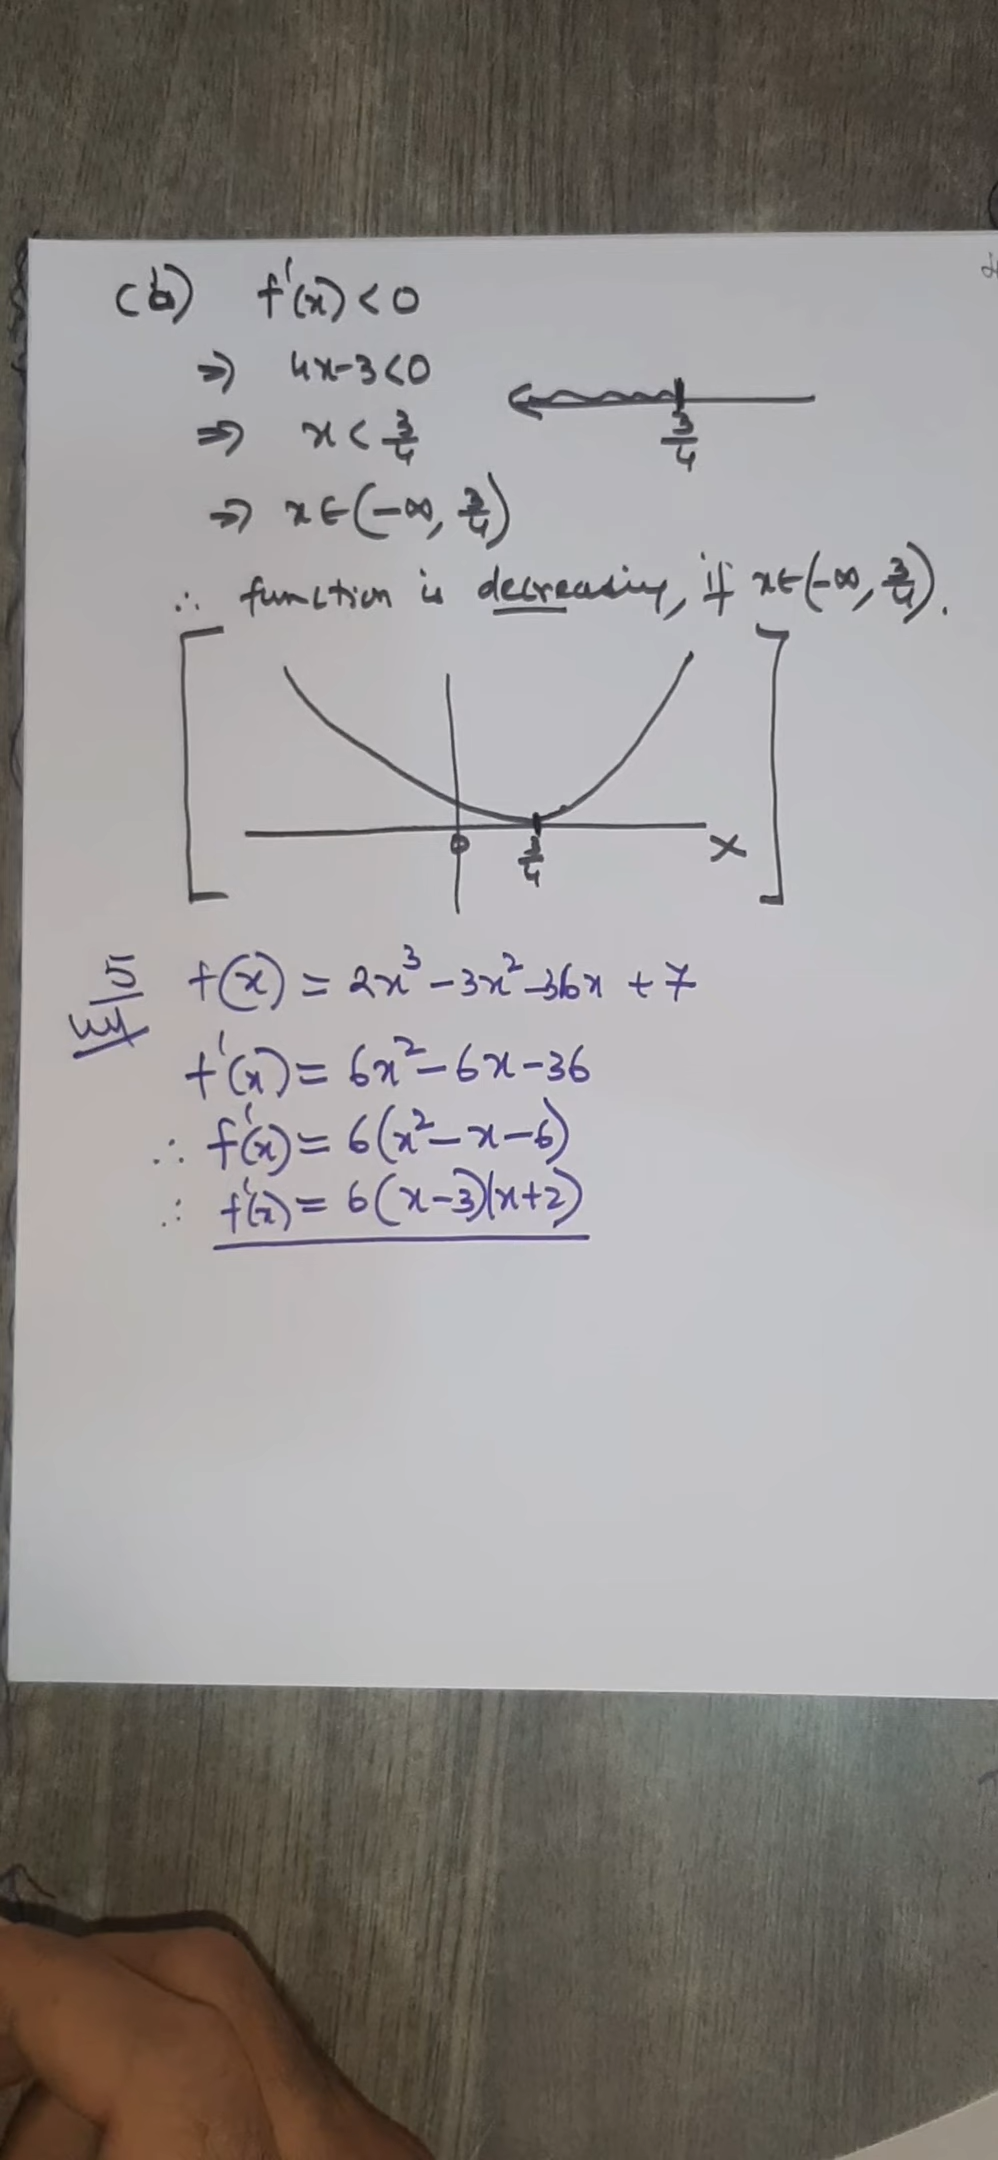 (b) f'(x) < 0
⇒ 4x-3<0
⇒ x < 3/4
3/4
⇒ x ∈ (-∞, 3/4)
∴ function is decreasing, if x ∈ (-∞, 3/4).
0 3/4 X
5 f(x) = 2x³ - 3x² - 36x + 7
f'(x) = 6x² - 6x - 36
∴ f'(x) = 6(x² - x - 6)
∴ f'(x) = 6(x-3)(x+2)